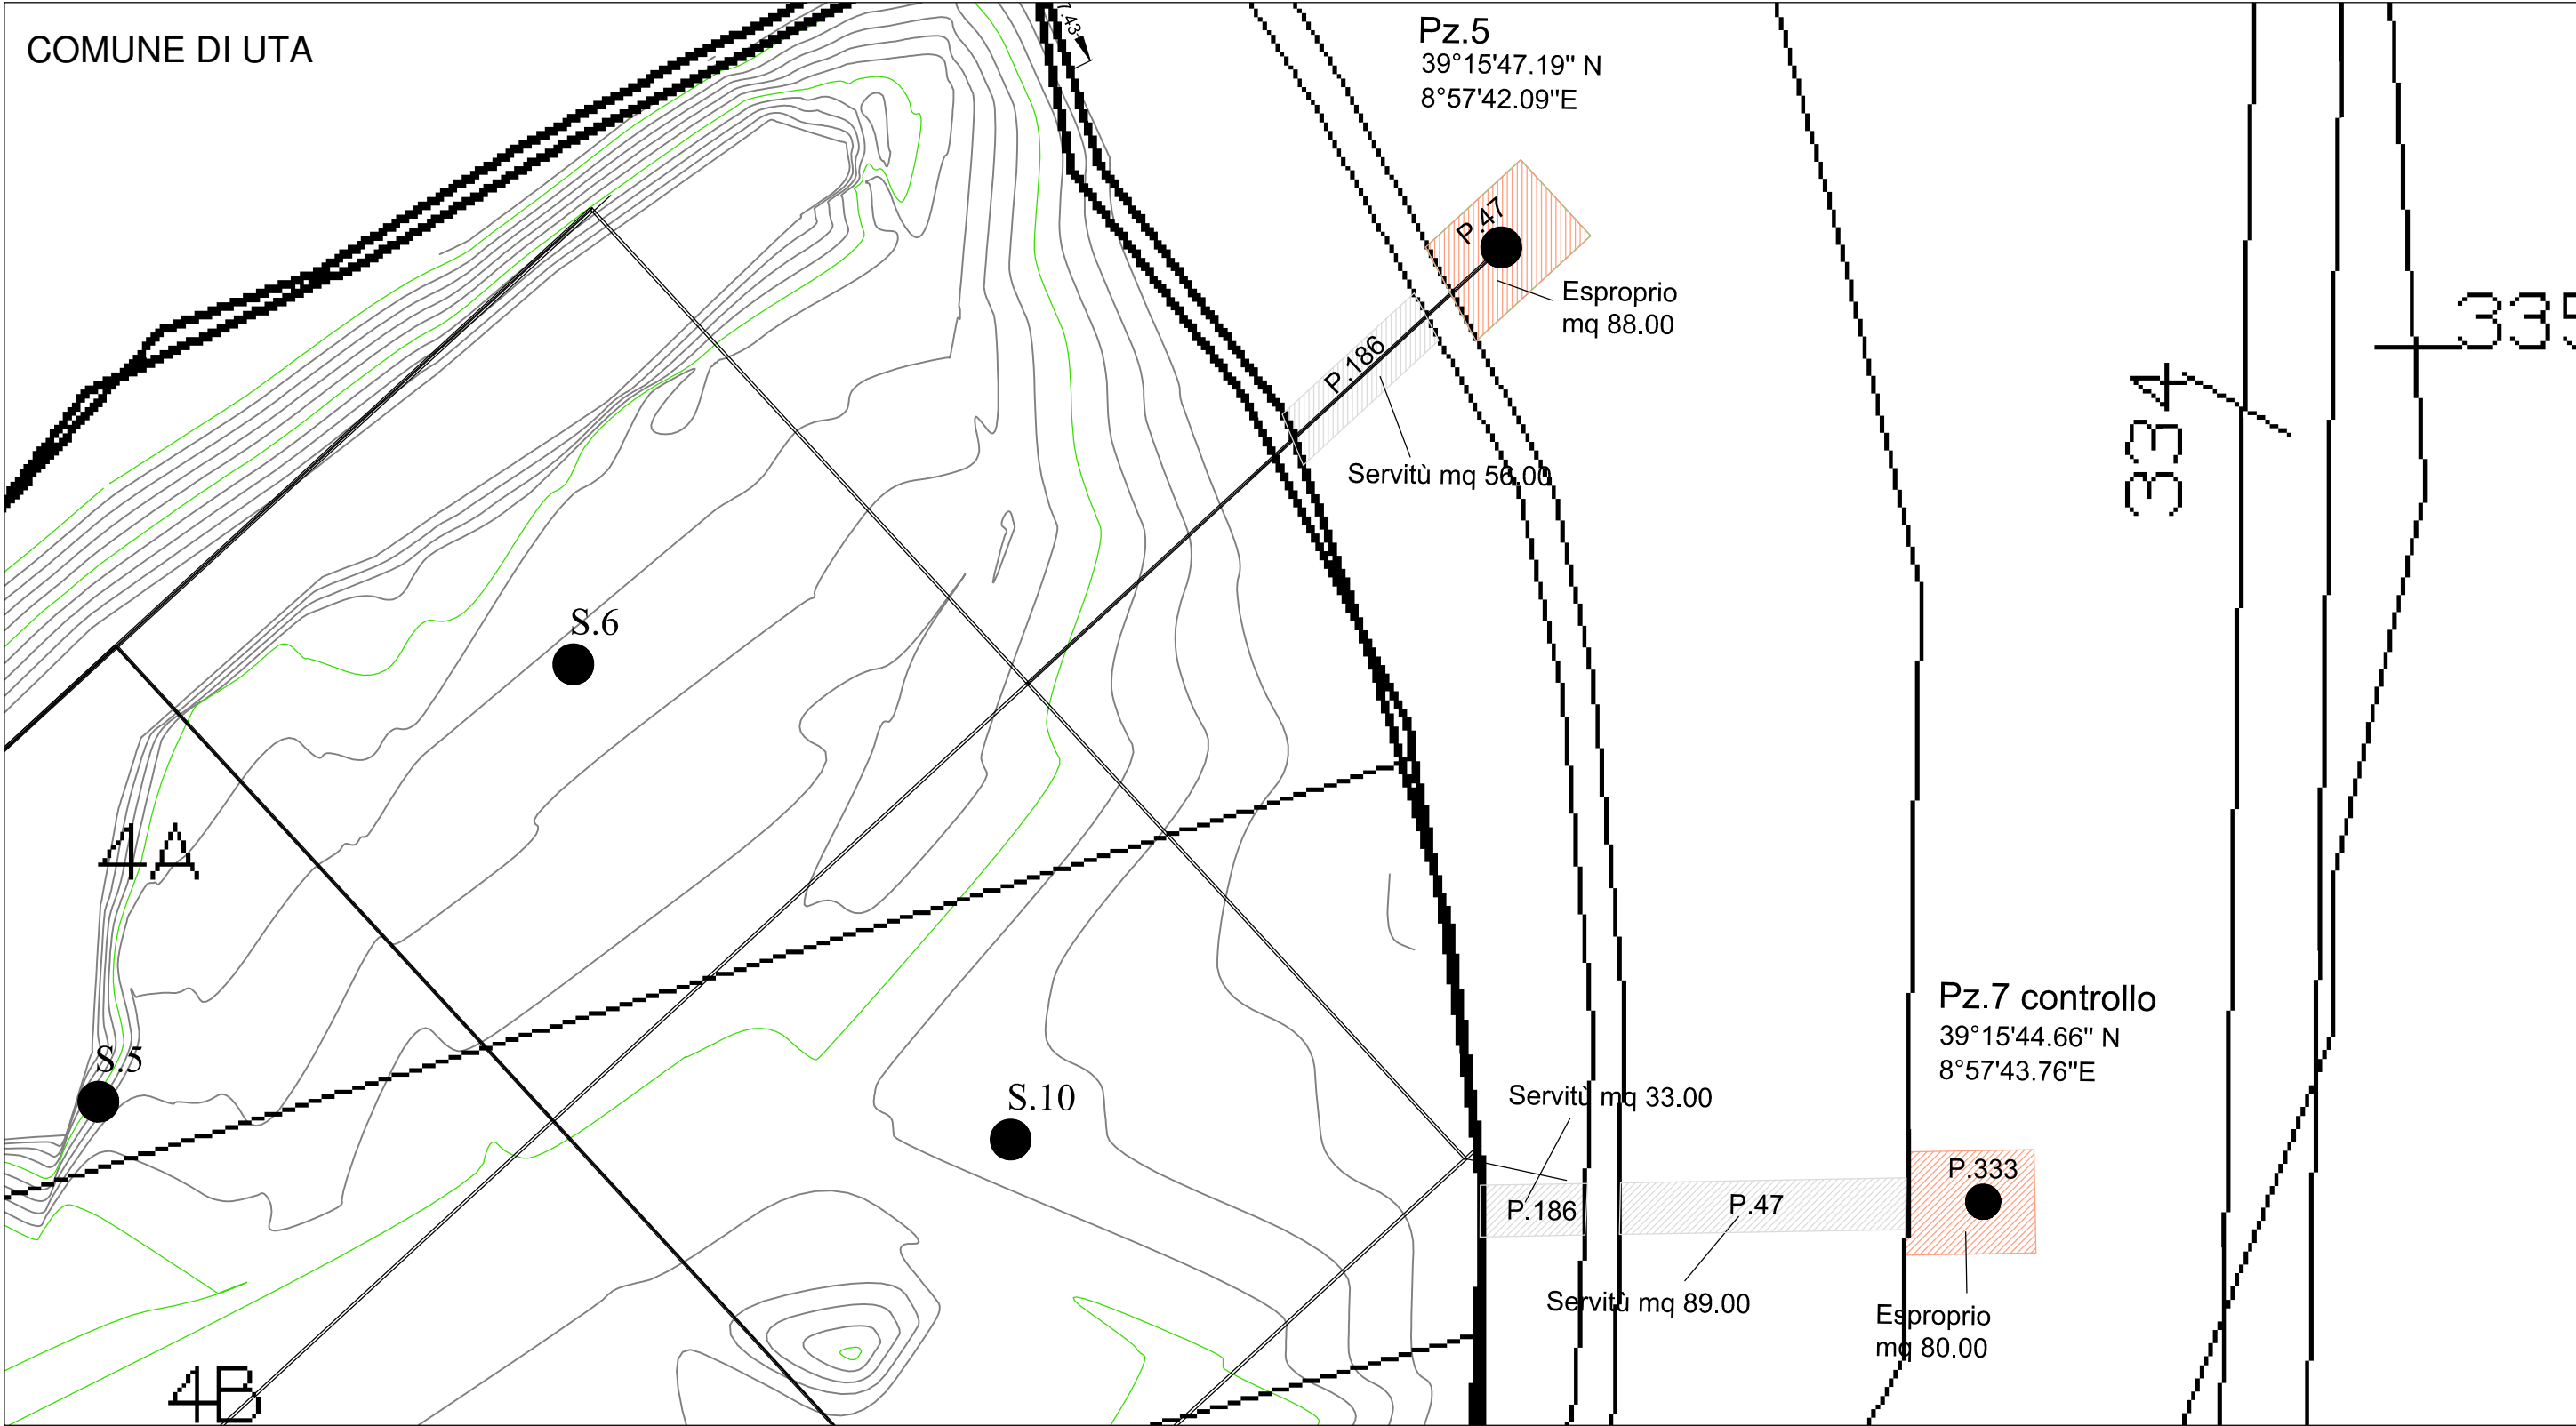 COMUNE DI UTA
7.43
Pz.5
39°15'47.19" N
8°57'42.09"E
P.47
Esproprio
mq 88.00
P.186
Servitù mq 56.00
334
335
S.6
4A
S.5
S.10
4B
Pz.7 controllo
39°15'44.66" N
8°57'43.76"E
Servitù mq 33.00
P.186
P.47
P.333
Servitù mq 89.00
Esproprio
mq 80.00